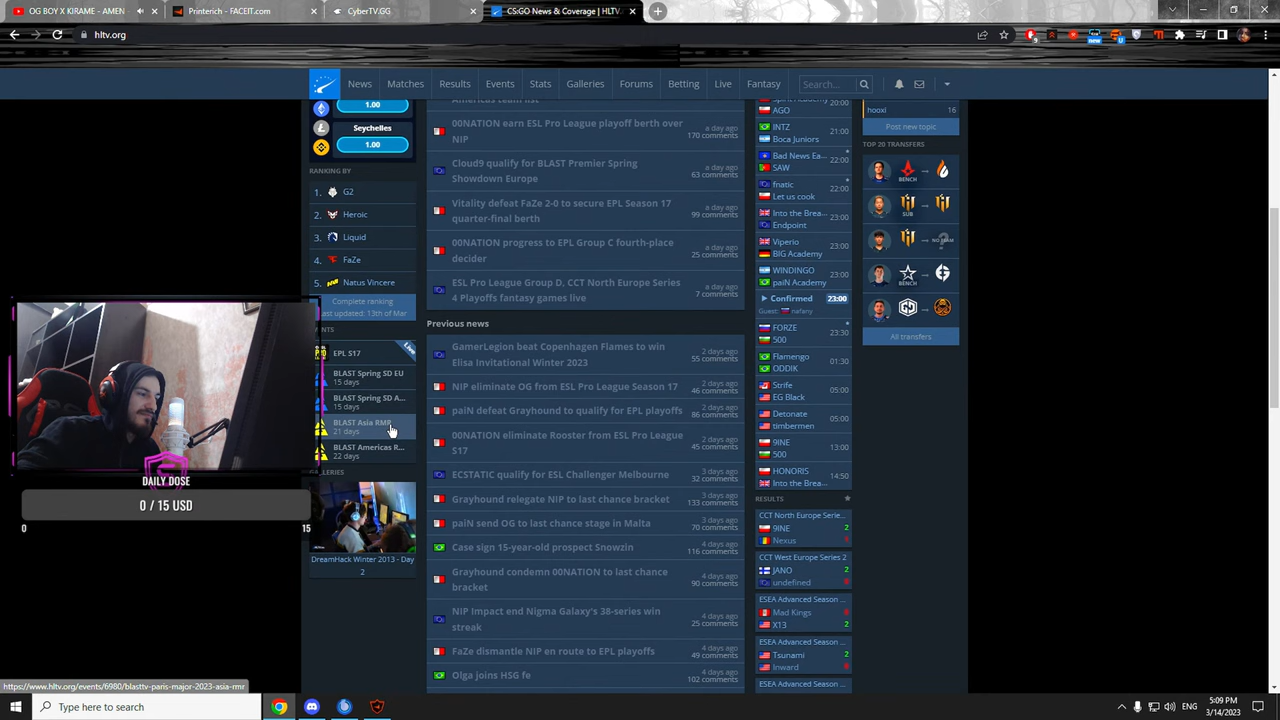 OG BOY X KIRAME - AMEN -
Printerich - FACEIT.com
CyberTV.GG
CSGO News & Coverage | HLTV
hltv.org
News
Matches
Results
Events
Stats
Galleries
Forums
Betting
Live
Fantasy
Search...
1.00
Seychelles
1.00
RANKING BY
1. G2
2. Heroic
3. Liquid
4. FaZe
5. Natus Vincere
Complete ranking
Last updated: 13th of Mar
EPL S17
BLAST Spring SD EU
15 days
BLAST Spring SD A...
15 days
BLAST Asia RMR
21 days
BLAST Americas R...
22 days
DreamHack Winter 2013 - Day
2
DAILY DOSE
0 / 15 USD
0
15
00NATION earn ESL Pro League playoff berth over
NIP
a day ago
170 comments
Cloud9 qualify for BLAST Premier Spring
Showdown Europe
a day ago
63 comments
Vitality defeat FaZe 2-0 to secure EPL Season 17
quarter-final berth
a day ago
99 comments
00NATION progress to EPL Group C fourth-place
decider
a day ago
25 comments
ESL Pro League Group D, CCT North Europe Series
4 Playoffs fantasy games live
a day ago
7 comments
Previous news
GamerLegion beat Copenhagen Flames to win
Elisa Invitational Winter 2023
2 days ago
55 comments
NIP eliminate OG from ESL Pro League Season 17
2 days ago
46 comments
paiN defeat Grayhound to qualify for EPL playoffs
2 days ago
86 comments
00NATION eliminate Rooster from ESL Pro League
S17
2 days ago
45 comments
ECSTATIC qualify for ESL Challenger Melbourne
2 days ago
32 comments
Grayhound relegate NIP to last chance bracket
3 days ago
133 comments
paiN send OG to last chance stage in Malta
3 days ago
70 comments
Case sign 15-year-old prospect Snowzin
4 days ago
116 comments
Grayhound condemn 00NATION to last chance
bracket
4 days ago
90 comments
NIP Impact end Nigma Galaxy's 38-series win
streak
4 days ago
25 comments
FaZe dismantle NIP en route to EPL playoffs
4 days ago
49 comments
Olga joins HSG fe
4 days ago
102 comments
AGO
20:00
INTZ
Boca Juniors
21:00
Bad News Ea...
SAW
22:00
fnatic
Let us cook
22:00
Into the Brea...
Endpoint
23:00
Viperio
BIG Academy
23:00
WINDINGO
paiN Academy
23:00
Confirmed
23:00
Guest: nafany
FORZE
500
23:30
Flamengo
ODDIK
01:30
Strife
EG Black
05:00
Detonate
timbermen
05:00
9INE
500
13:00
HONORIS
Into the Brea...
14:50
RESULTS
CCT North Europe Serie...
9INE 2
Nexus
CCT West Europe Series 2
JANO 2
undefined
ESEA Advanced Season ...
Mad Kings
X13 2
ESEA Advanced Season ...
Tsunami 2
Inward
ESEA Advanced Season ...
hooxi 16
Post new topic
TOP 20 TRANSFERS
BENCH
SUB
NO TEAM
BENCH
All transfers
https://www.hltv.org/events/6980/blasttv-paris-major-2023-asia-rmr
Type here to search
ENG
5:09 PM
3/14/2023